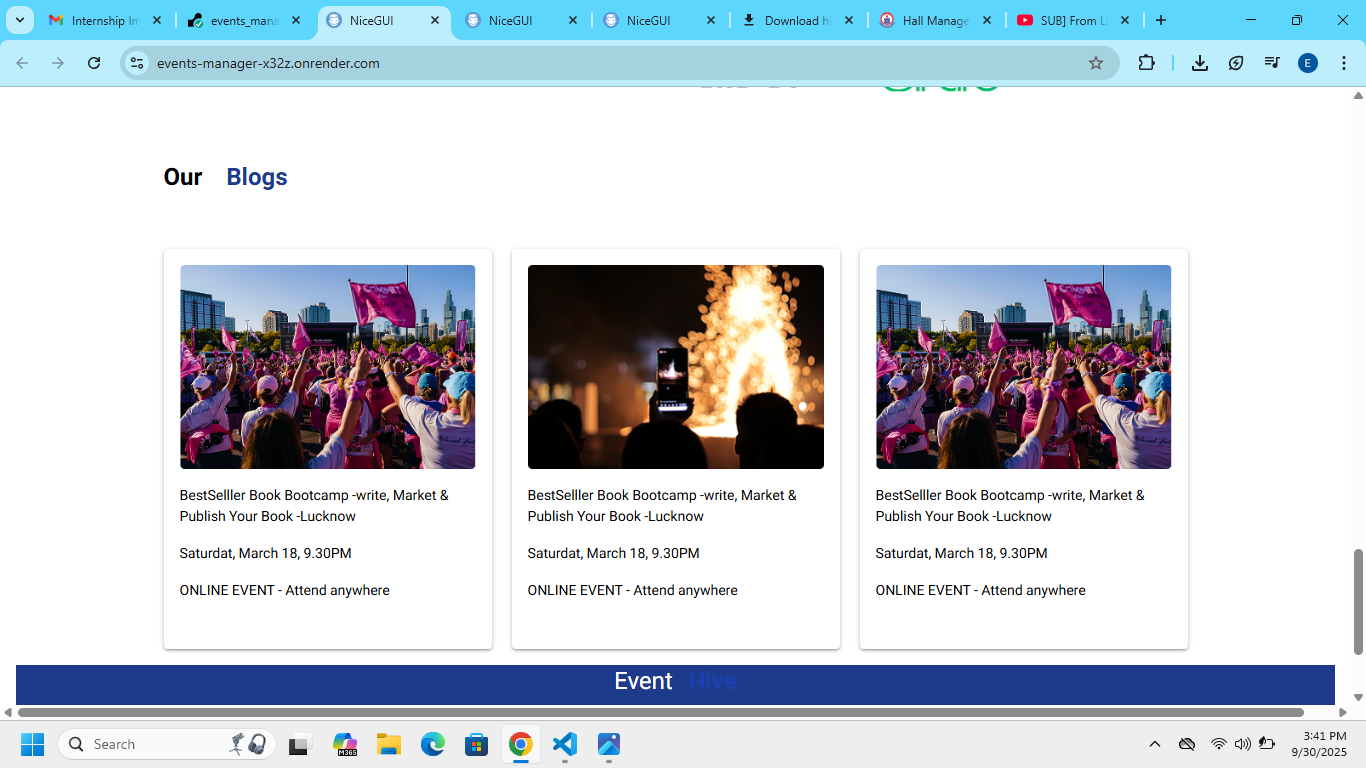 Internship In
events_mana
NiceGUI
NiceGUI
NiceGUI
Download hi
Hall Manage
SUB] From Li
events-manager-x32z.onrender.com
E
Our Blogs
BestSelller Book Bootcamp -write, Market &
Publish Your Book -Lucknow
Saturdat, March 18, 9.30PM
ONLINE EVENT - Attend anywhere
BestSelller Book Bootcamp -write, Market &
Publish Your Book -Lucknow
Saturdat, March 18, 9.30PM
ONLINE EVENT - Attend anywhere
BestSelller Book Bootcamp -write, Market &
Publish Your Book -Lucknow
Saturdat, March 18, 9.30PM
ONLINE EVENT - Attend anywhere
Event Hive
Search
M365
3:41 PM
9/30/2025